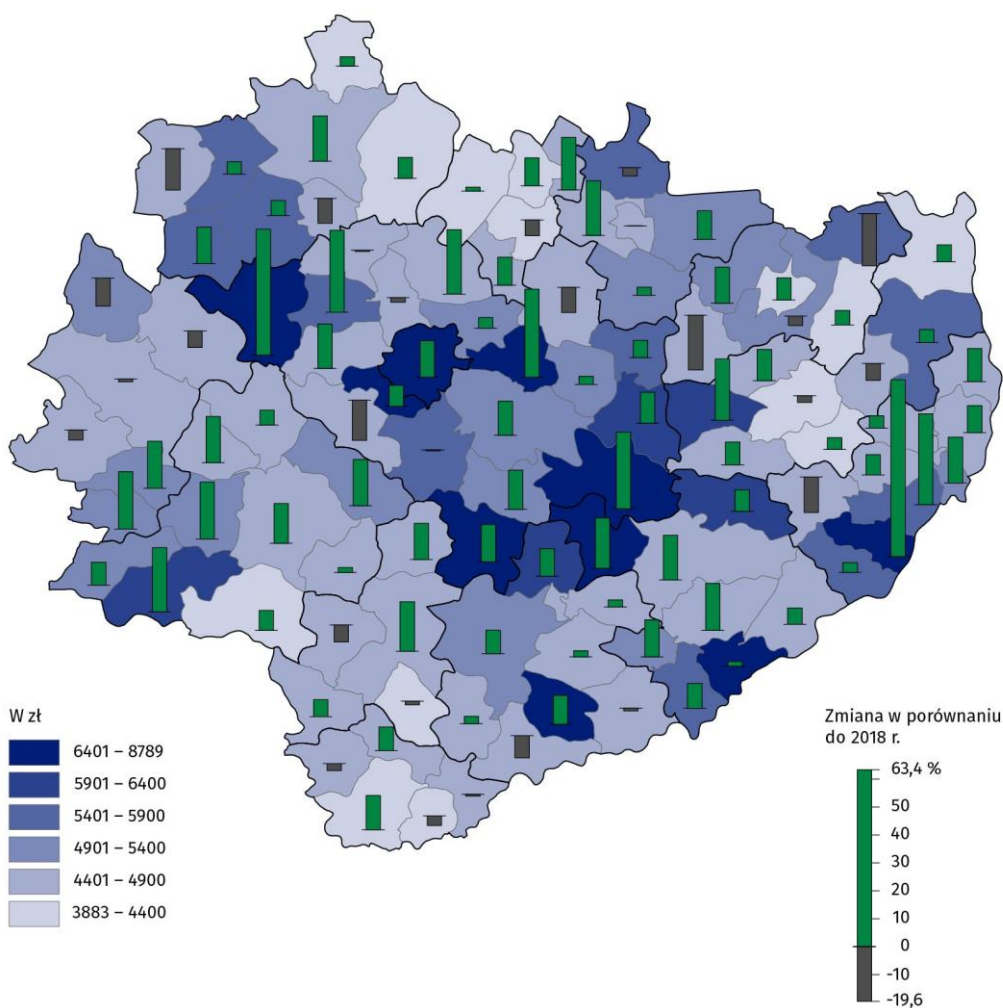 W zł
6401 – 8789
5901 – 6400
5401 – 5900
4901 – 5400
4401 – 4900
3883 – 4400
Zmiana w porównaniu
do 2018 r.
63,4 %
50
40
30
20
10
0
-10
-19,6